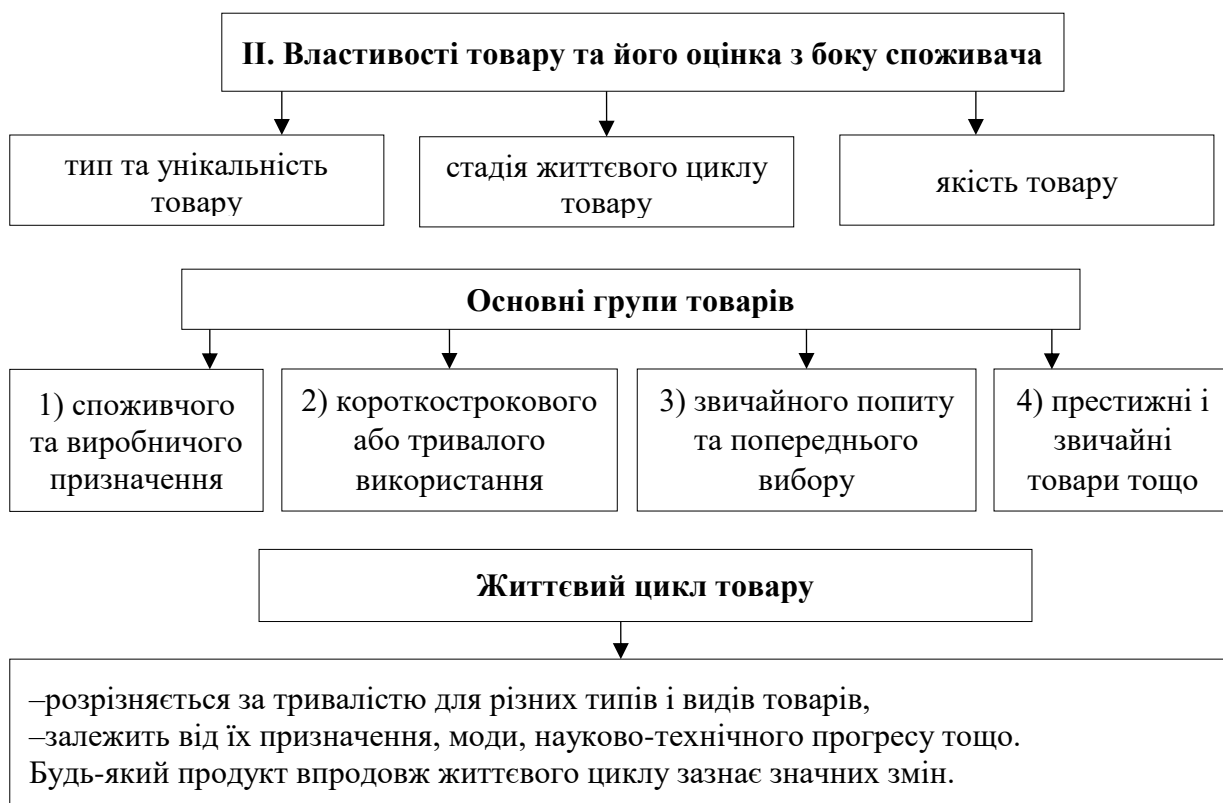 II. Властивості товару та його оцінка з боку споживача
тип та унікальність
товару
стадія життєвого циклу
товару
якість товару
Основні групи товарів
1) споживчого
та виробничого
призначення
2) короткострокового
або тривалого
використання
3) звичайного попиту
та попереднього
вибору
4) престижні і
звичайні
товари тощо
Життєвий цикл товару
–розрізняється за тривалістю для різних типів і видів товарів,
–залежить від їх призначення, моди, науково-технічного прогресу тощо.
Будь-який продукт впродовж життєвого циклу зазнає значних змін.